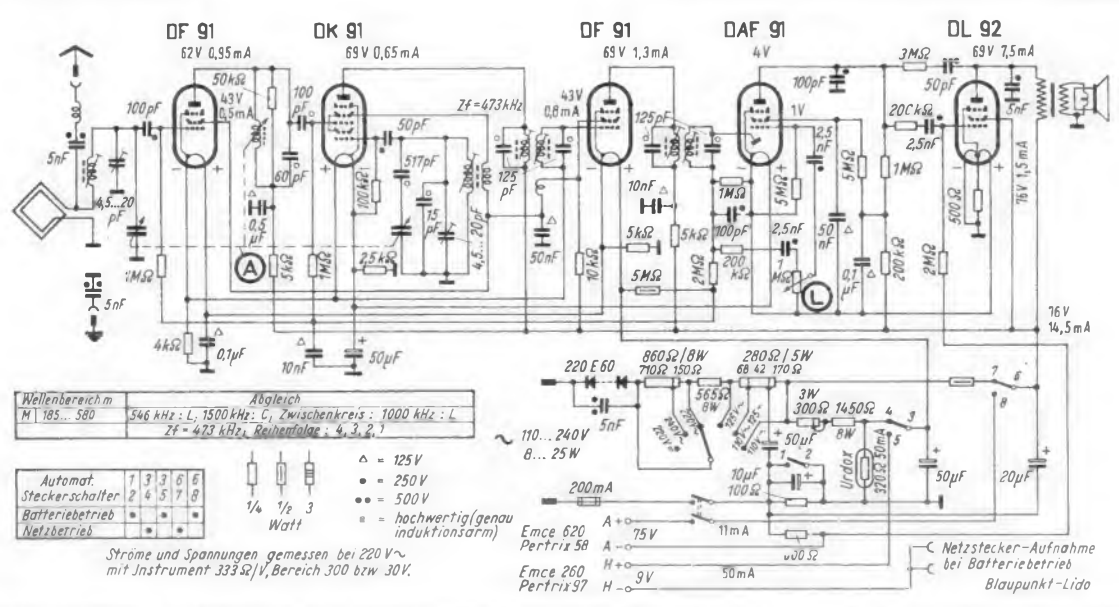 DF 91
DK 91
DF 91
DAF 91
DL 92
62V 0,95mA
69V 0,65mA
69V 1,3mA
4V
69V 7,5mA
50kΩ
43V
0,5mA
100pF
100
pF
Zf = 473kHz
43V
0,8mA
125pF
100pF
1V
3MΩ
50pF
5nF
5nF
50pF
517pF
125
pF
2,5
nF
2,5nF
4,5...20
pF
60pF
0,5
µF
100kΩ
15
pF
4,5...20pF
50nF
10nF
1MΩ
100pF
5MΩ
5MΩ
1MΩ
500Ω
76V 1,5mA
A
5kΩ
1MΩ
2,5kΩ
10kΩ
5kΩ
5kΩ
5MΩ
200
kΩ
2MΩ
2,5nF
1
MΩ
L
50
nF
0,1
µF
200kΩ
2MΩ
5nF
4kΩ
0,1µF
10nF
50µF
76V
14,5mA
220 E 60
5nF
860Ω/8W
710Ω 150Ω
565Ω
8W
280Ω/5W
68 42 170Ω
3W
300Ω
1450Ω
8W
50µF
10µF
100Ω
Urdox
320Ω 50mA
50µF
20µF
1
2
3
4
5
6
7
8
220V~
240V~
125V~
110V~
~ 110...240V
8...25W
200mA
Wellenbereich m
Abgleich
M 185...580
546 kHz : L, 1500 kHz : C, Zwischenkreis : 1000 kHz : L
Zf = 473 kHz, Reihenfolge : 4, 3, 2, 1
Automat. 1 3 3 6 6
Steckerschalter 2 4 5 7 8
Batteriebetrieb • • •
Netzbetrieb • •
1/4 1/2 3
Watt
△ = 125V
• = 250V
•• = 500V
= hochwertig (genau
induktionsarm)
Emce 620
Pertrix 58
A +
75V
11mA
A –
Emce 260
Pertrix 97
H +
9V
50mA
H –
Ströme und Spannungen gemessen bei 220V~
mit Jnstrument 333Ω/V, Bereich 300 bzw 30V.
Netzstecker-Aufnahme
bei Batteriebetrieb
Blaupunkt-Lido